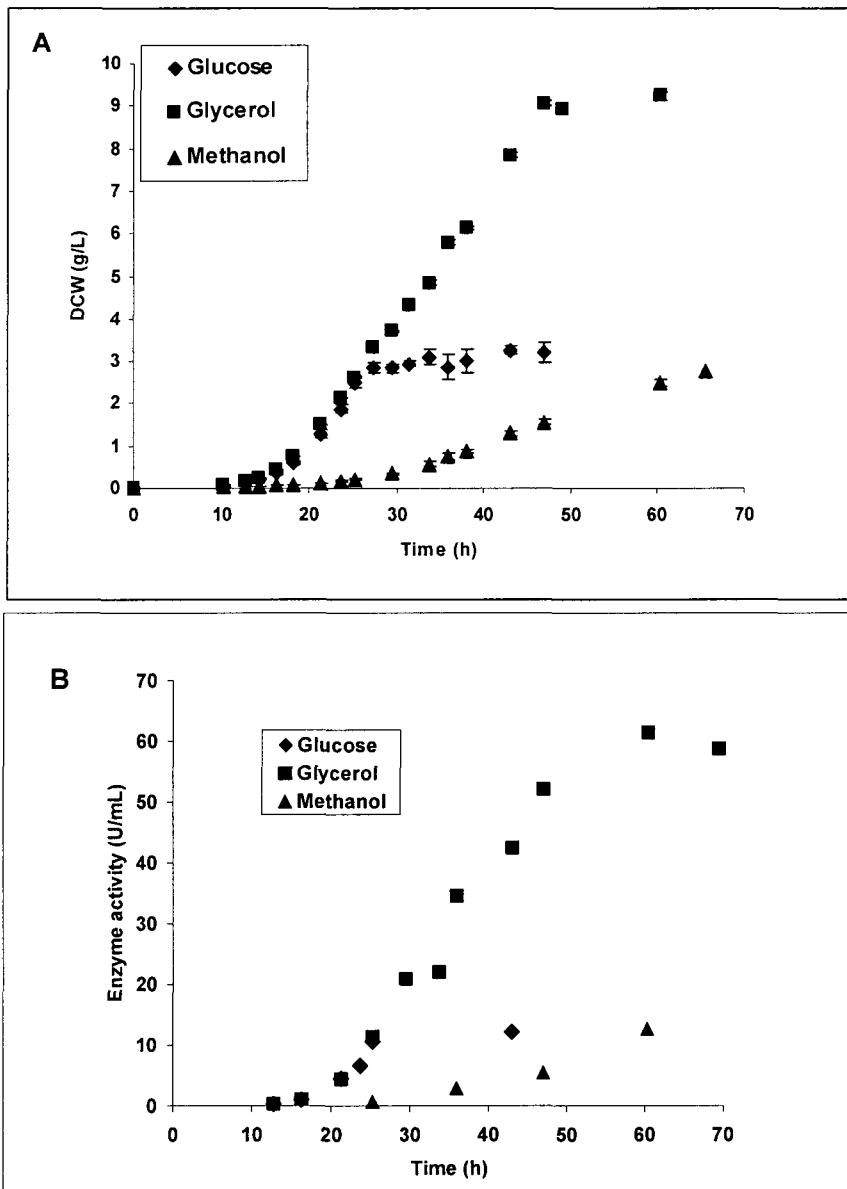 A
Glucose
Glycerol
Methanol
10
9
8
7
6
5
4
3
2
1
0
DCW (g/L)
0 10 20 30 40 50 60 70
Time (h)
B
70
60
50
40
30
20
10
0
Enzyme activity (U/mL)
Glucose
Glycerol
Methanol
0 10 20 30 40 50 60 70
Time (h)